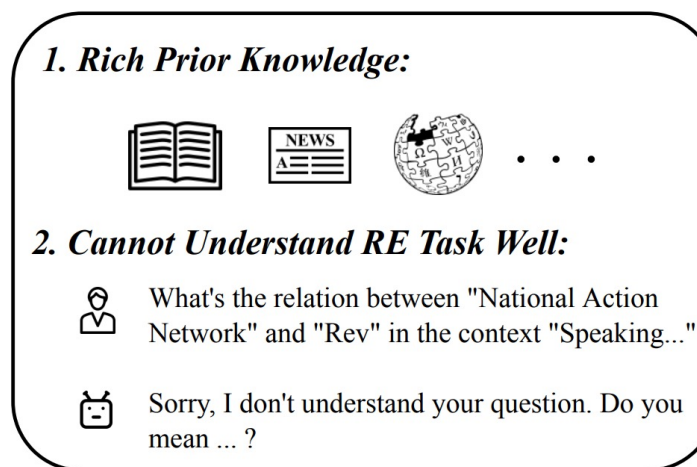 1. Rich Prior Knowledge:
NEWS
A
Ω
W
維
И
. . .
2. Cannot Understand RE Task Well:
What's the relation between "National Action
Network" and "Rev" in the context "Speaking..."
Sorry, I don't understand your question. Do you
mean ... ?